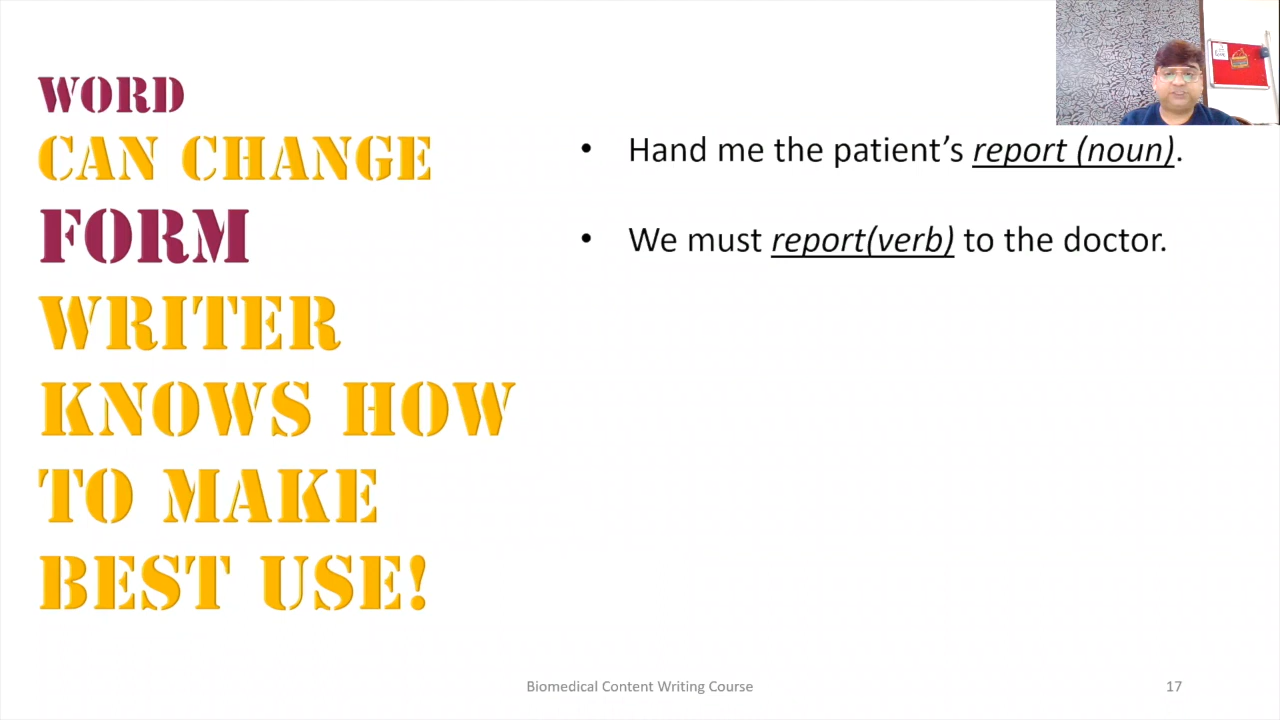 WORD
CAN CHANGE
FORM
WRITER
KNOWS HOW
TO MAKE
BEST USE!
• Hand me the patient’s report (noun).
• We must report(verb) to the doctor.
Biomedical Content Writing Course
17